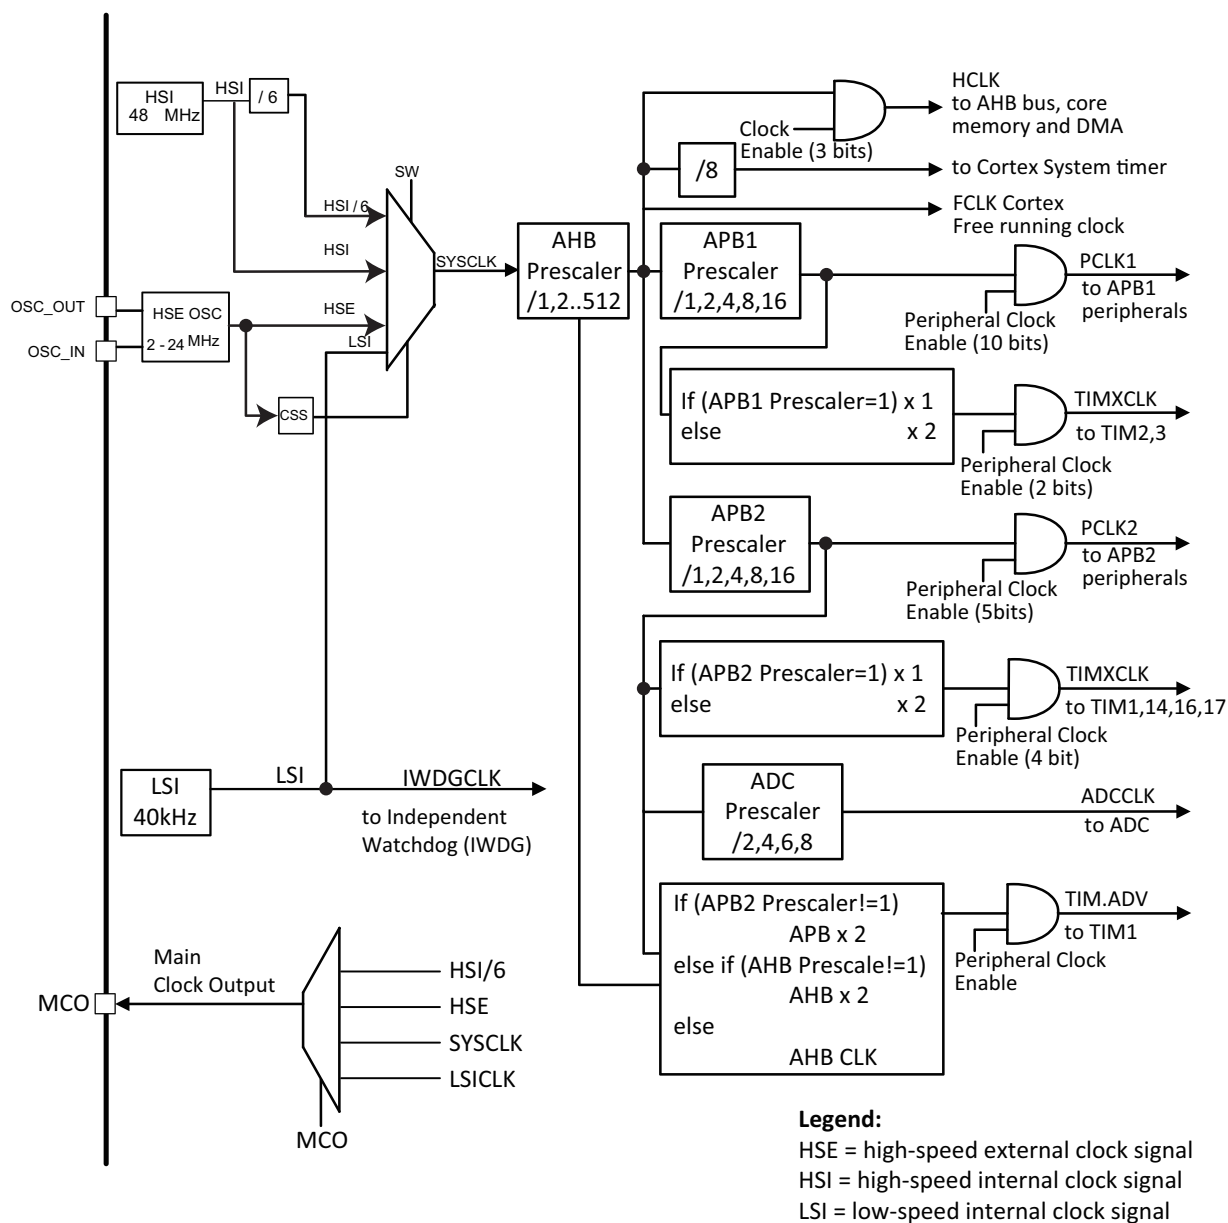 HSI
48 MHz
HSI
/ 6
SW
HSI / 6
HSI
HSE
LSI
SYSCLK
OSC_OUT
OSC_IN
HSE OSC
2 - 24 MHz
CSS
AHB
Prescaler
/1,2..512
HCLK
to AHB bus, core
memory and DMA
Clock
Enable (3 bits)
/8
to Cortex System timer
FCLK Cortex
Free running clock
APB1
Prescaler
/1,2,4,8,16
PCLK1
to APB1
peripherals
Peripheral Clock
Enable (10 bits)
If (APB1 Prescaler=1) x 1
else x 2
TIMXCLK
to TIM2,3
Peripheral Clock
Enable (2 bits)
APB2
Prescaler
/1,2,4,8,16
PCLK2
to APB2
peripherals
Peripheral Clock
Enable (5bits)
If (APB2 Prescaler=1) x 1
else x 2
TIMXCLK
to TIM1,14,16,17
Peripheral Clock
Enable (4 bit)
LSI
40kHz
LSI
IWDGCLK
to Independent
Watchdog (IWDG)
ADC
Prescaler
/2,4,6,8
ADCCLK
to ADC
If (APB2 Prescaler!=1)
APB x 2
else if (AHB Prescale!=1)
AHB x 2
else
AHB CLK
TIM.ADV
to TIM1
Peripheral Clock
Enable
Main
Clock Output
MCO
HSI/6
HSE
SYSCLK
LSICLK
MCO
Legend:
HSE = high-speed external clock signal
HSI = high-speed internal clock signal
LSI = low-speed internal clock signal